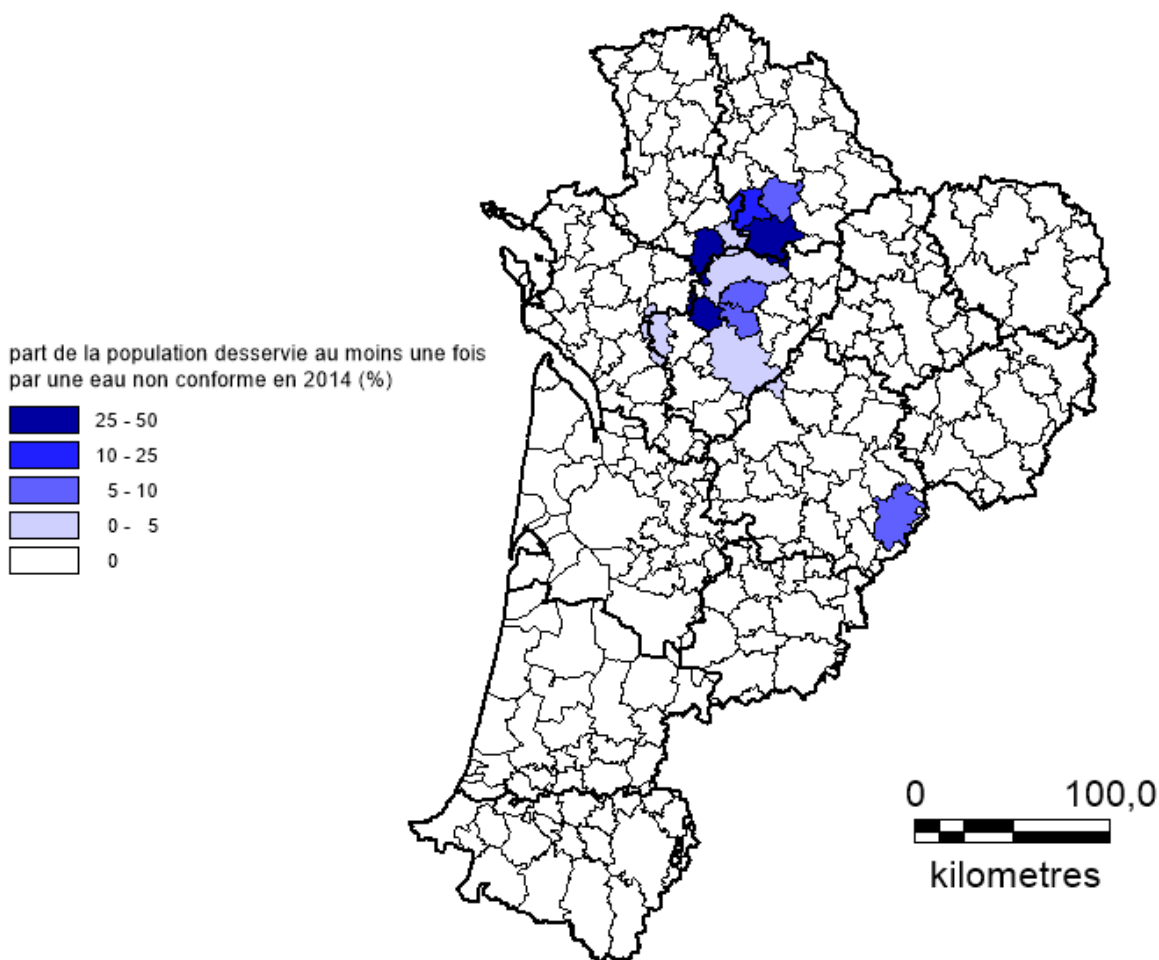 part de la population desservie au moins une fois
par une eau non conforme en 2014 (%)
25 - 50
10 - 25
5 - 10
0 - 5
0
0 100,0
kilometres